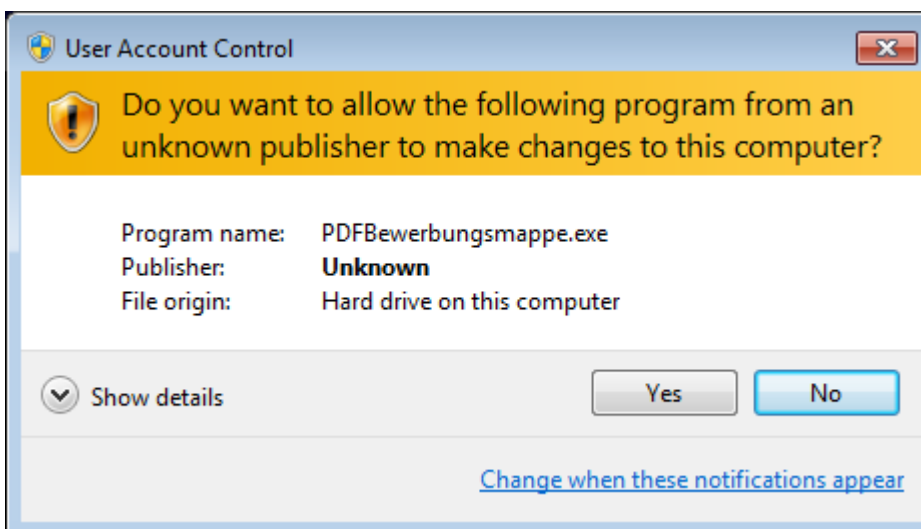 User Account Control
Do you want to allow the following program from an
unknown publisher to make changes to this computer?
Program name: PDFBewerbungsmappe.exe
Publisher: Unknown
File origin: Hard drive on this computer
Show details Yes No
Change when these notifications appear